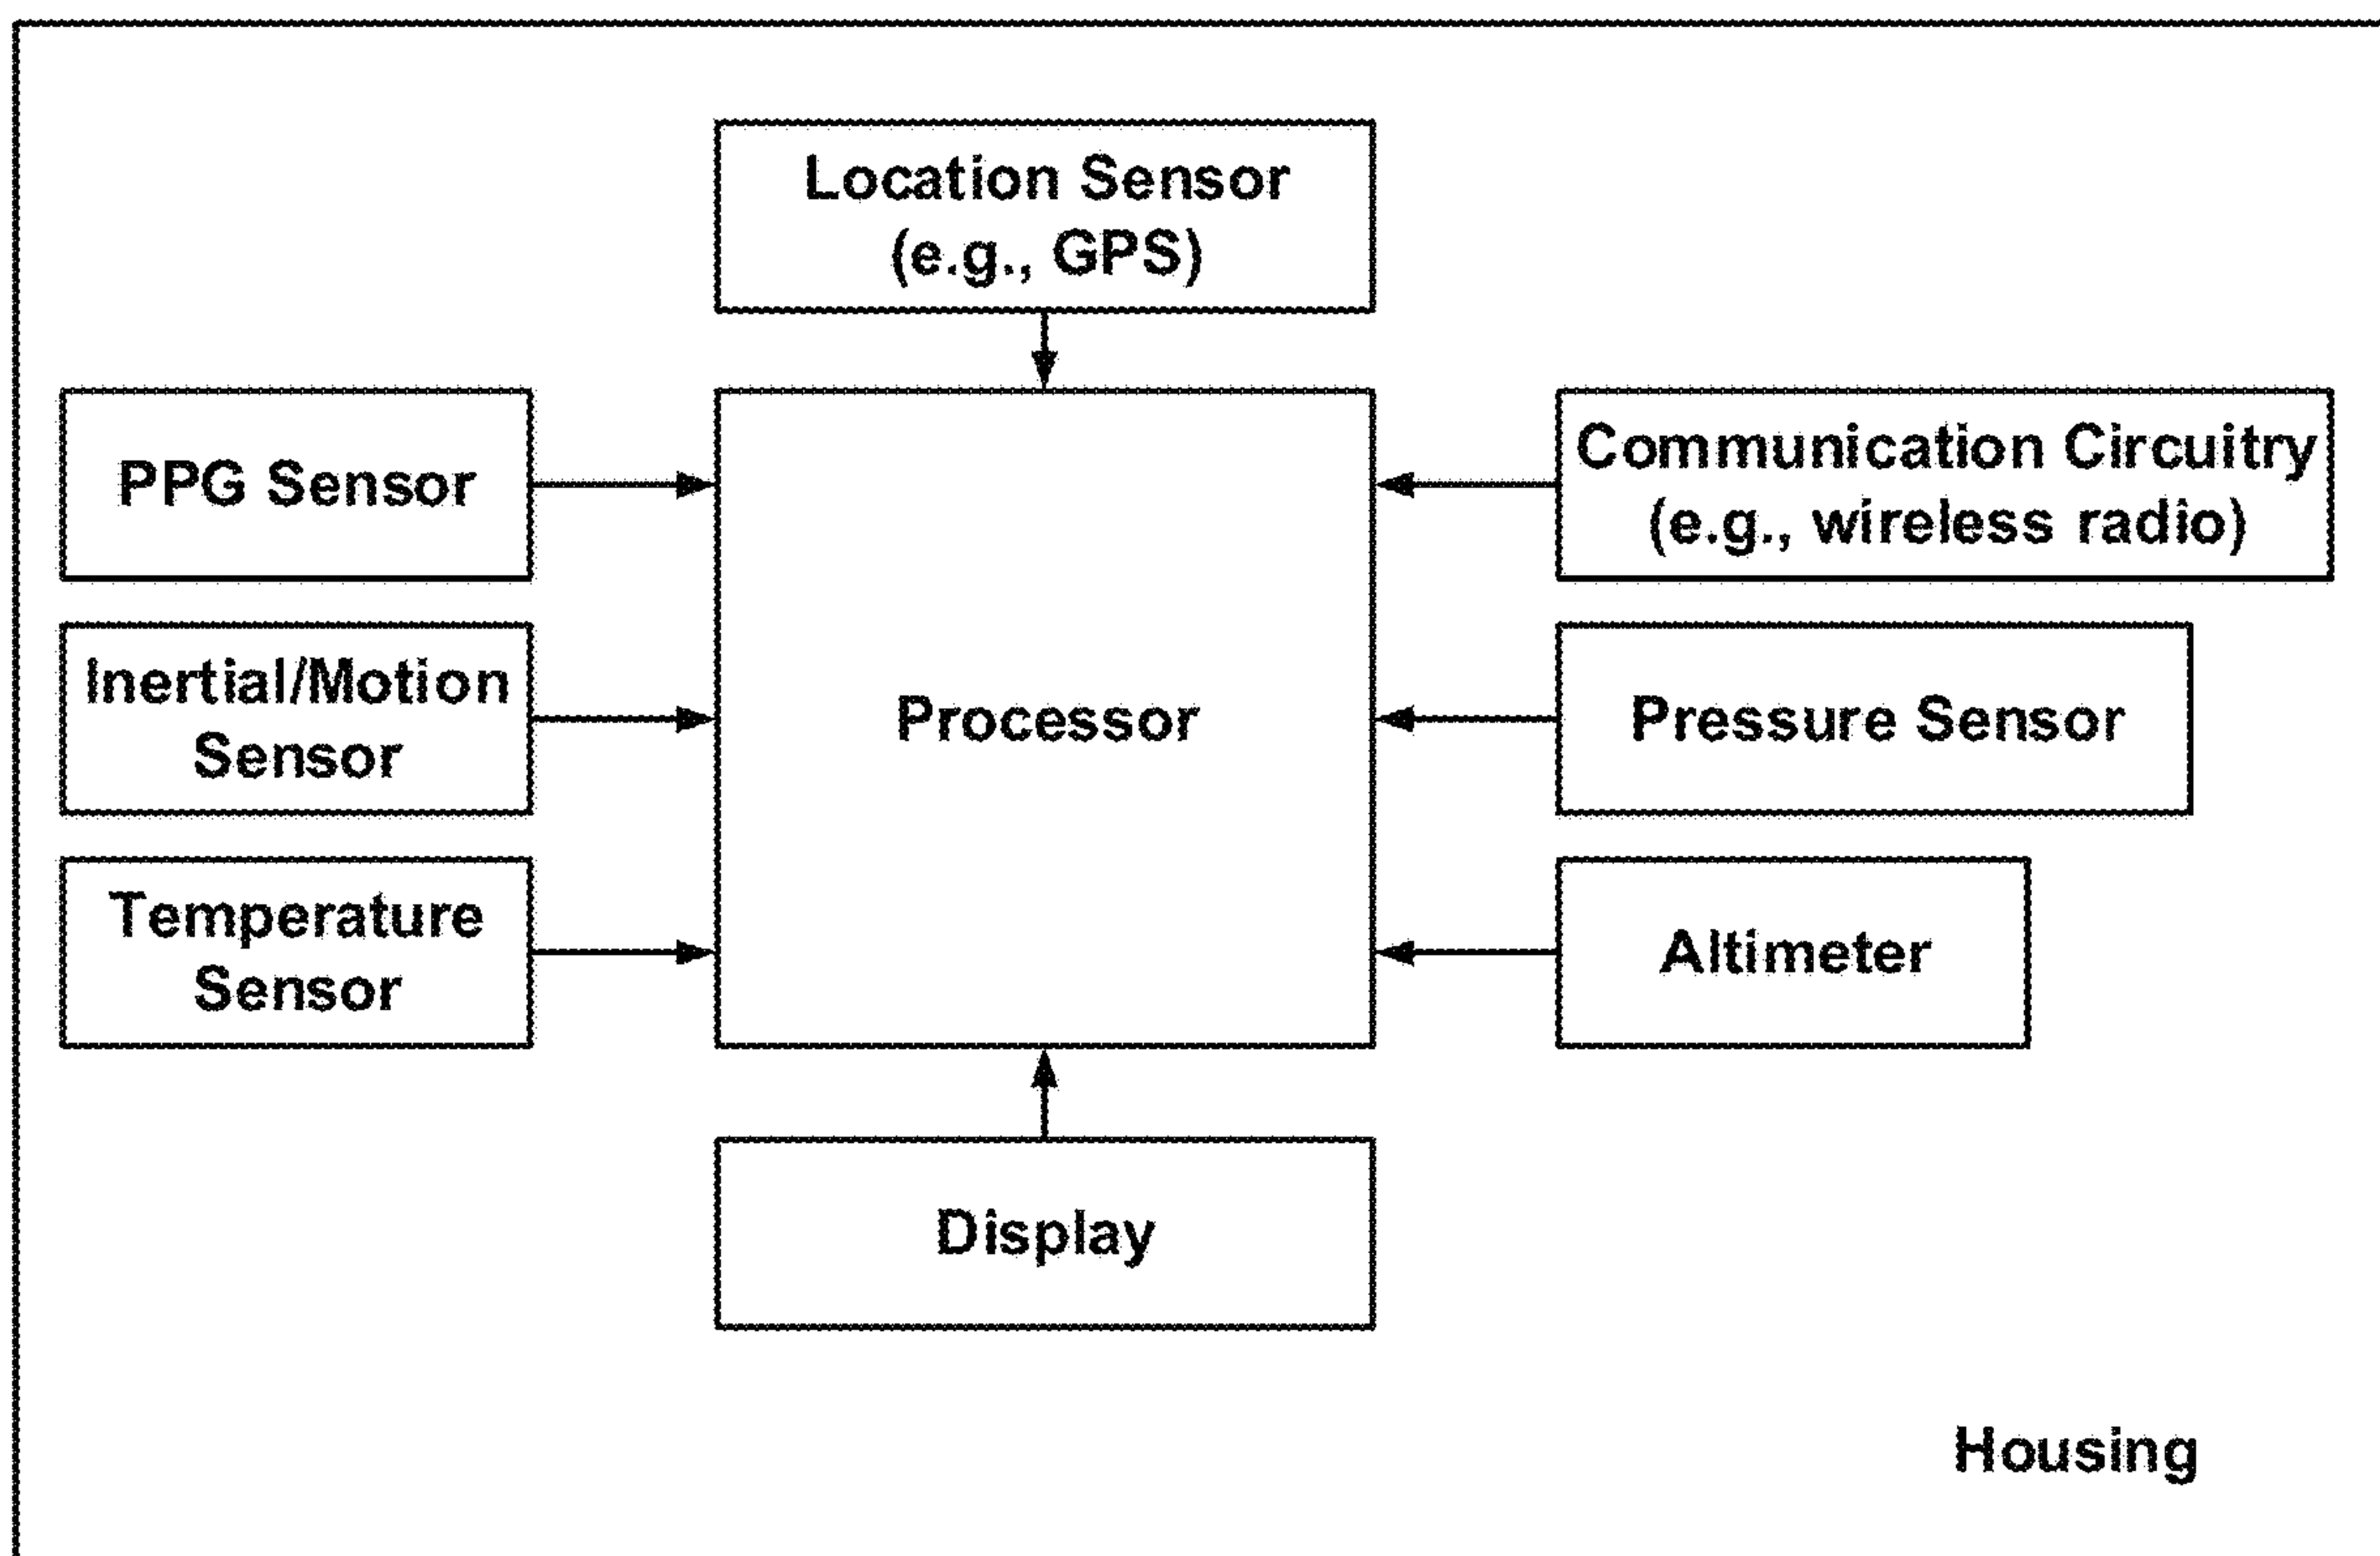 Location Sensor
(e.g., GPS)
PPG Sensor
Communication Circuitry
(e.g., wireless radio)
Inertial/Motion
Sensor
Processor
Pressure Sensor
Temperature
Sensor
Altimeter
Display
Housing